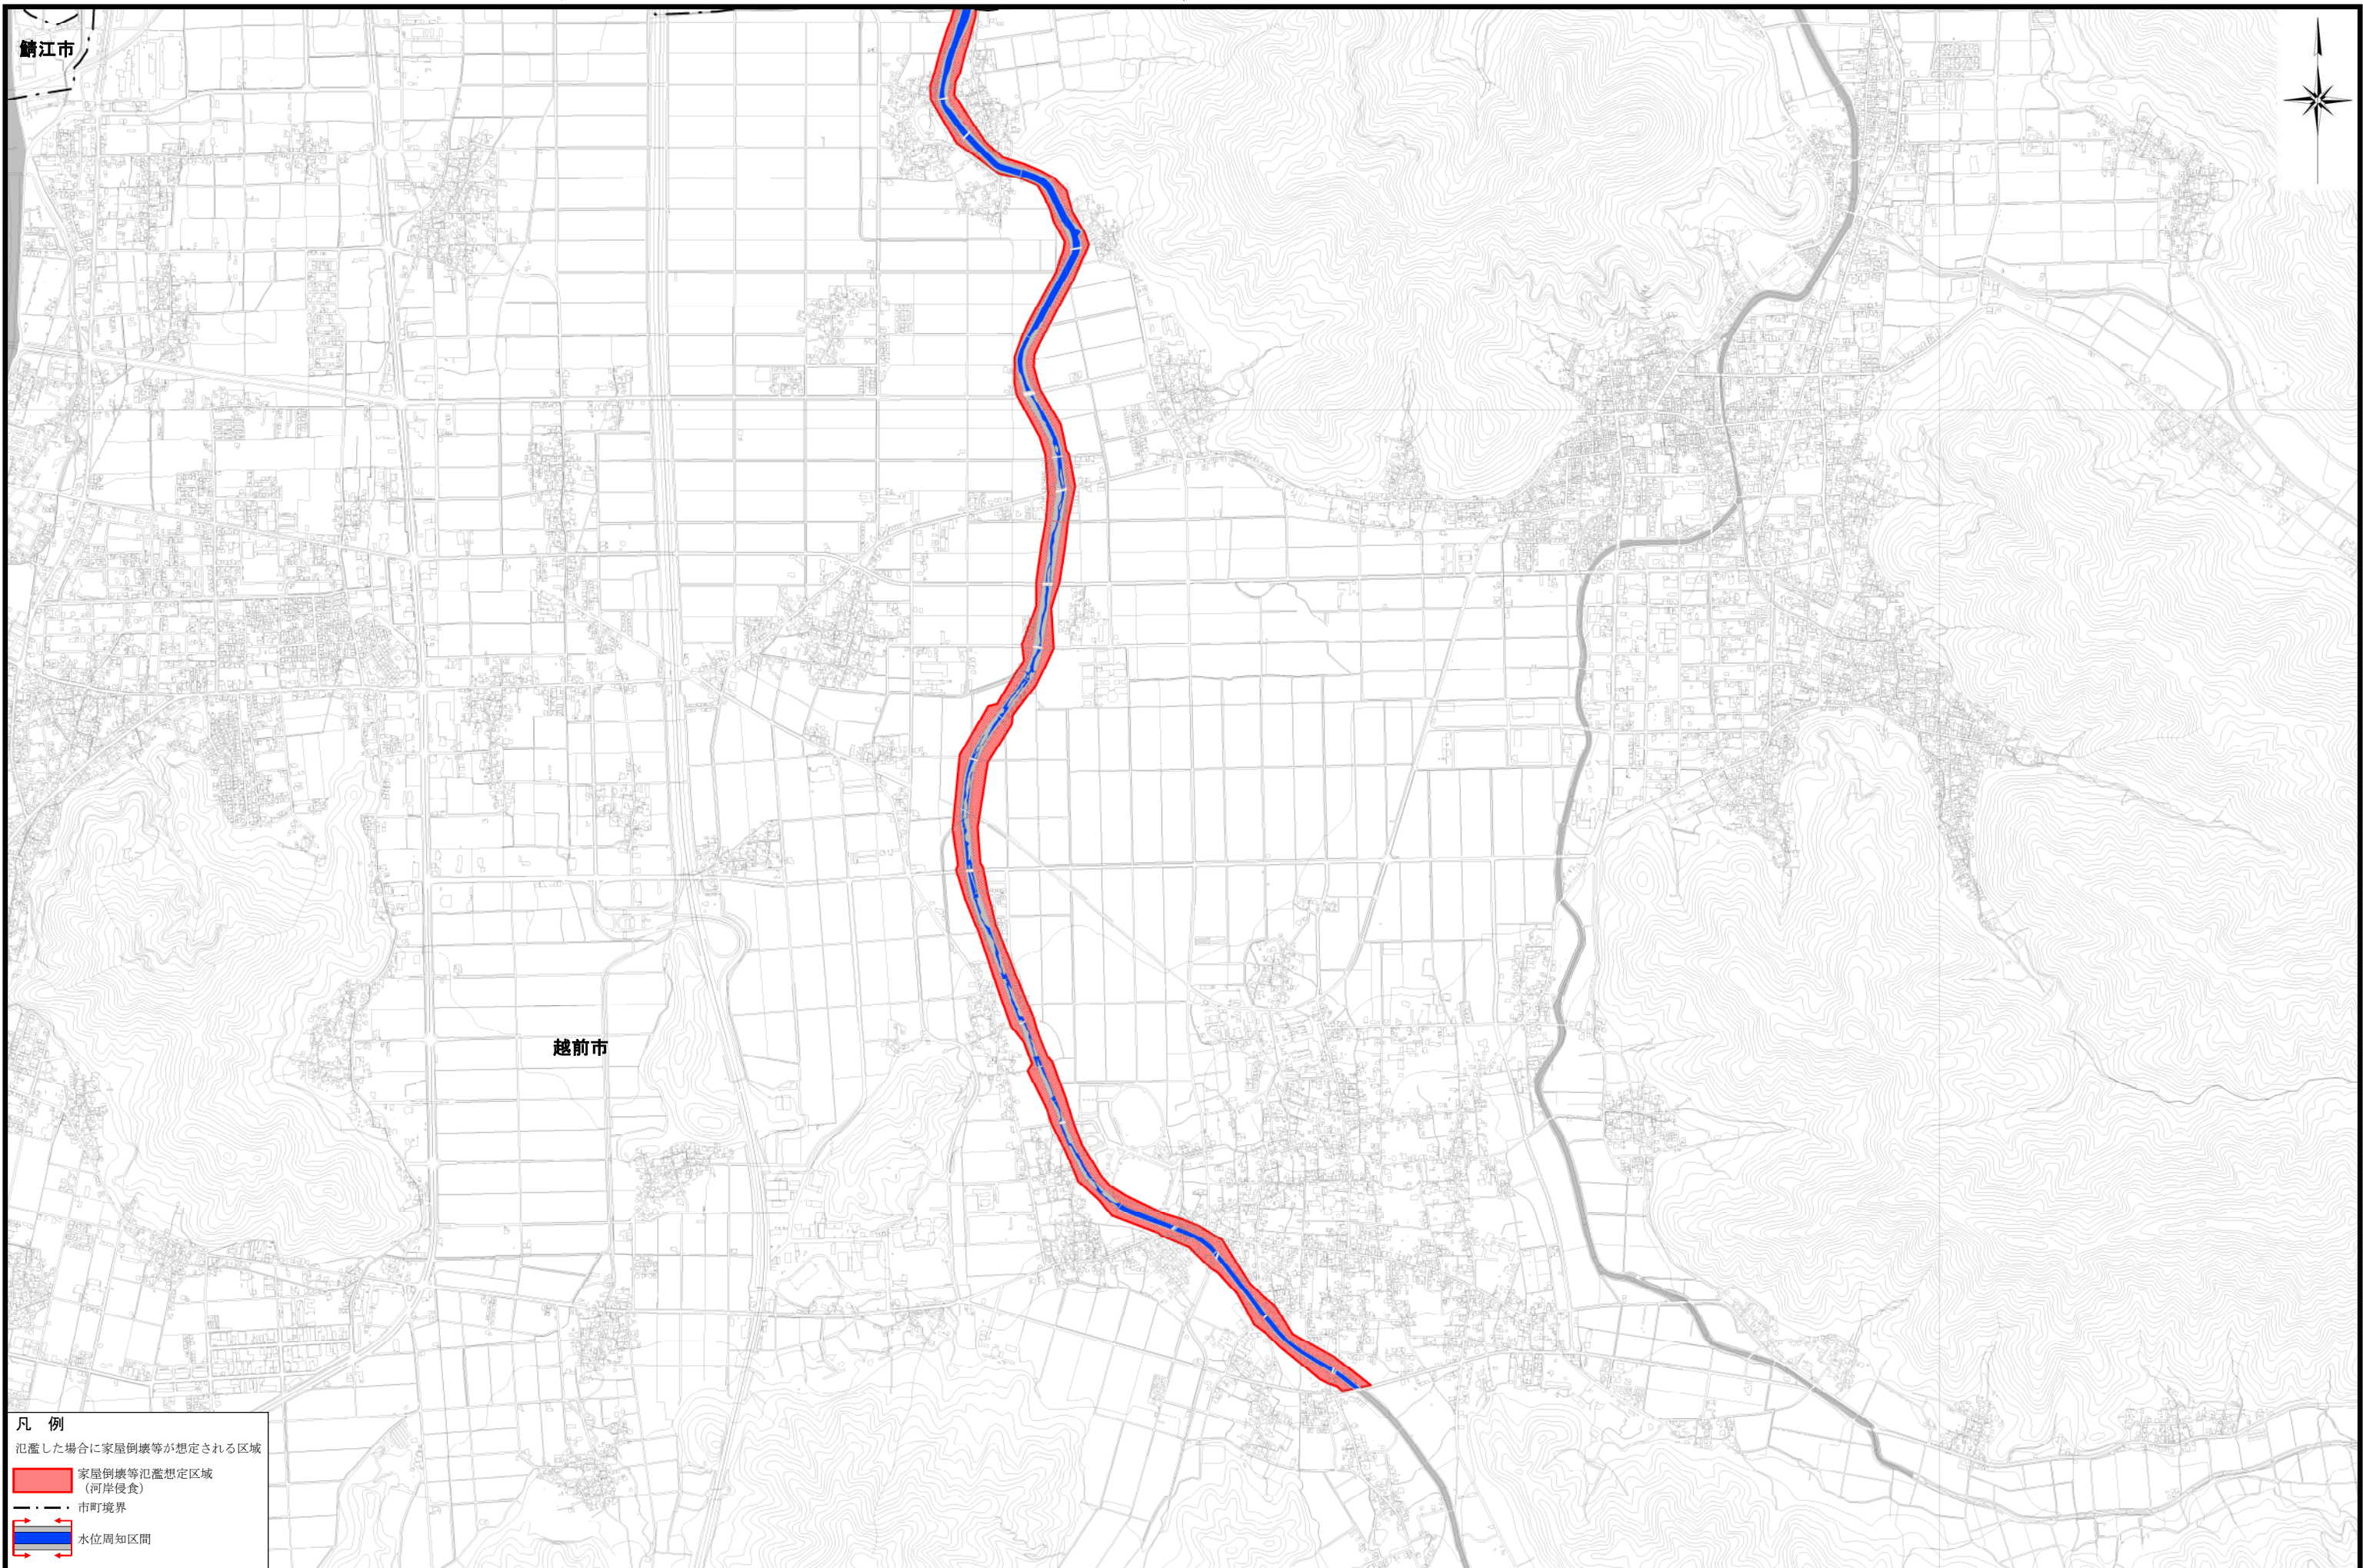 鯖江市
越前市
凡 例
氾濫した場合に家屋倒壊等が想定される区域
家屋倒壊等氾濫想定区域
（河岸侵食）
市町境界
水位周知区間